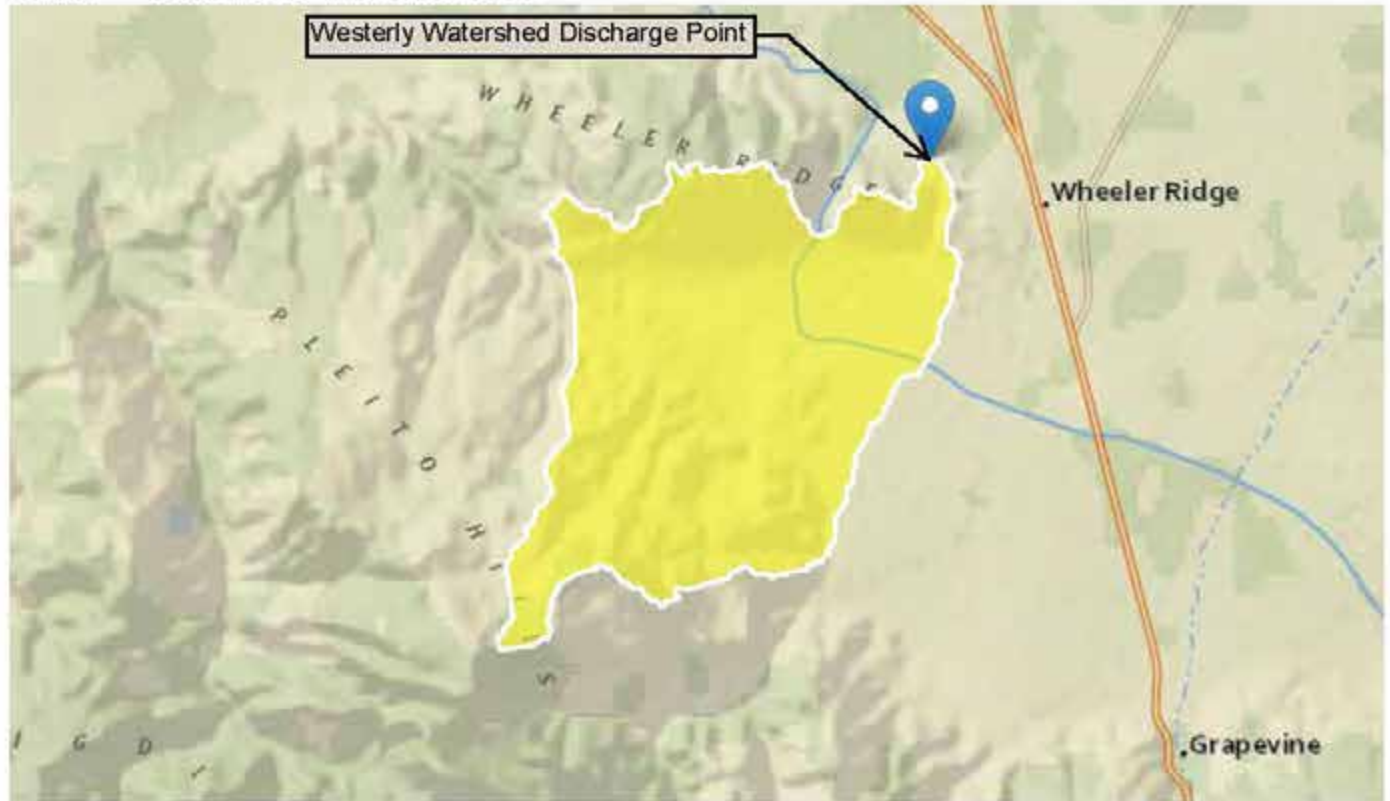 Westerly Watershed Discharge Point
WHEELER RIDGE
Wheeler Ridge
PLEITO HILLS
Grapevine